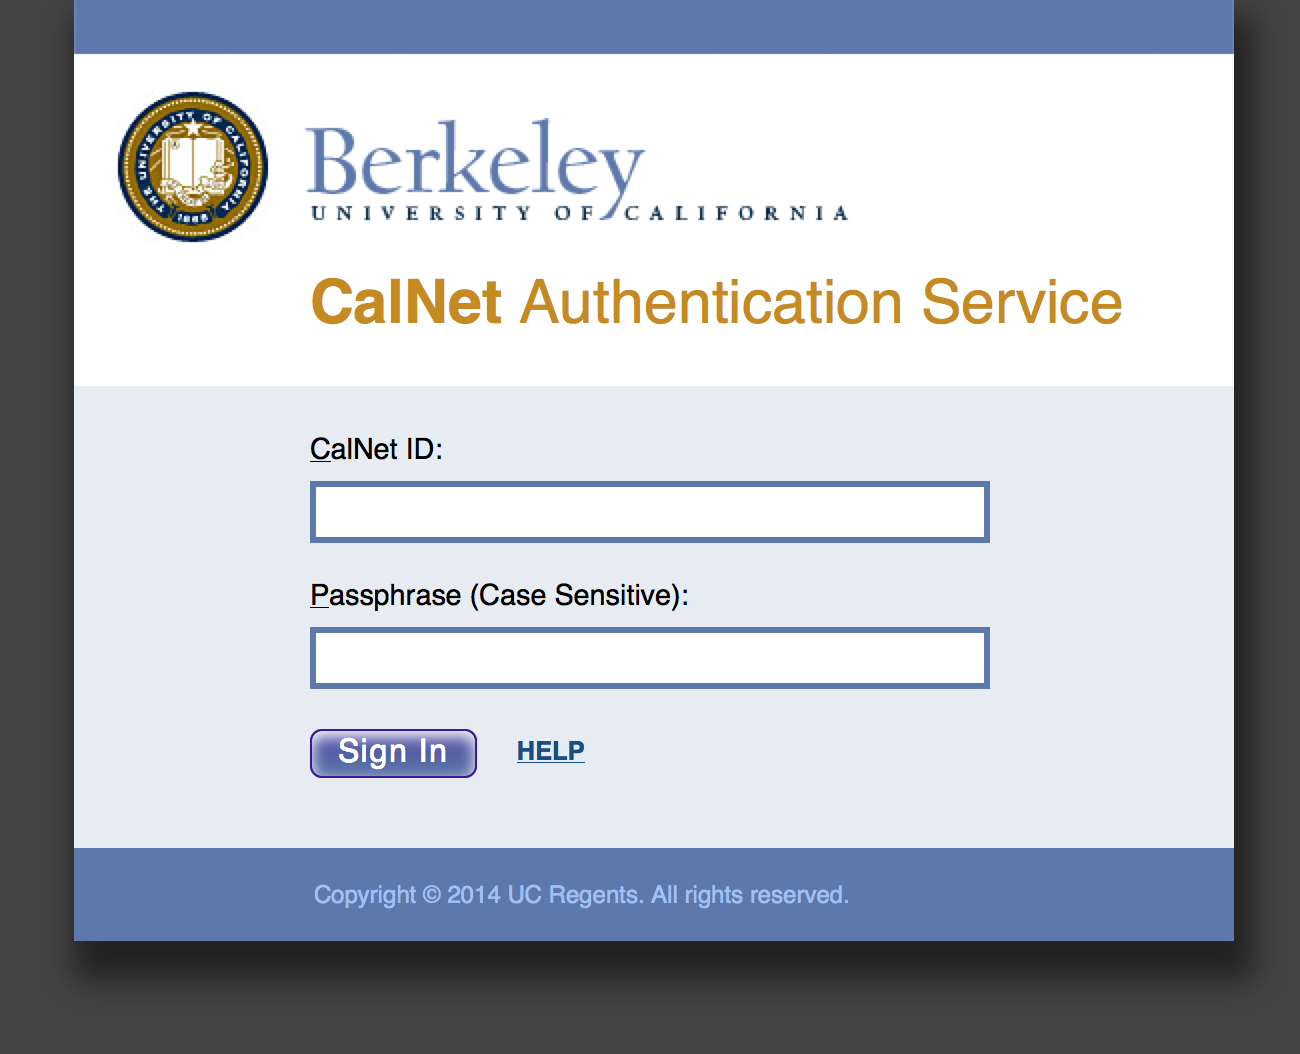 THE UNIVERSITY OF CALIFORNIA
1868
Berkeley
UNIVERSITY OF CALIFORNIA
CalNet Authentication Service
CalNet ID:
Passphrase (Case Sensitive):
Sign In HELP
Copyright © 2014 UC Regents. All rights reserved.